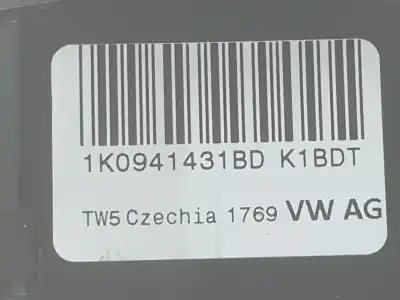 1K0941431BD K1BDT
TW5 Czechia 1769 VW AG